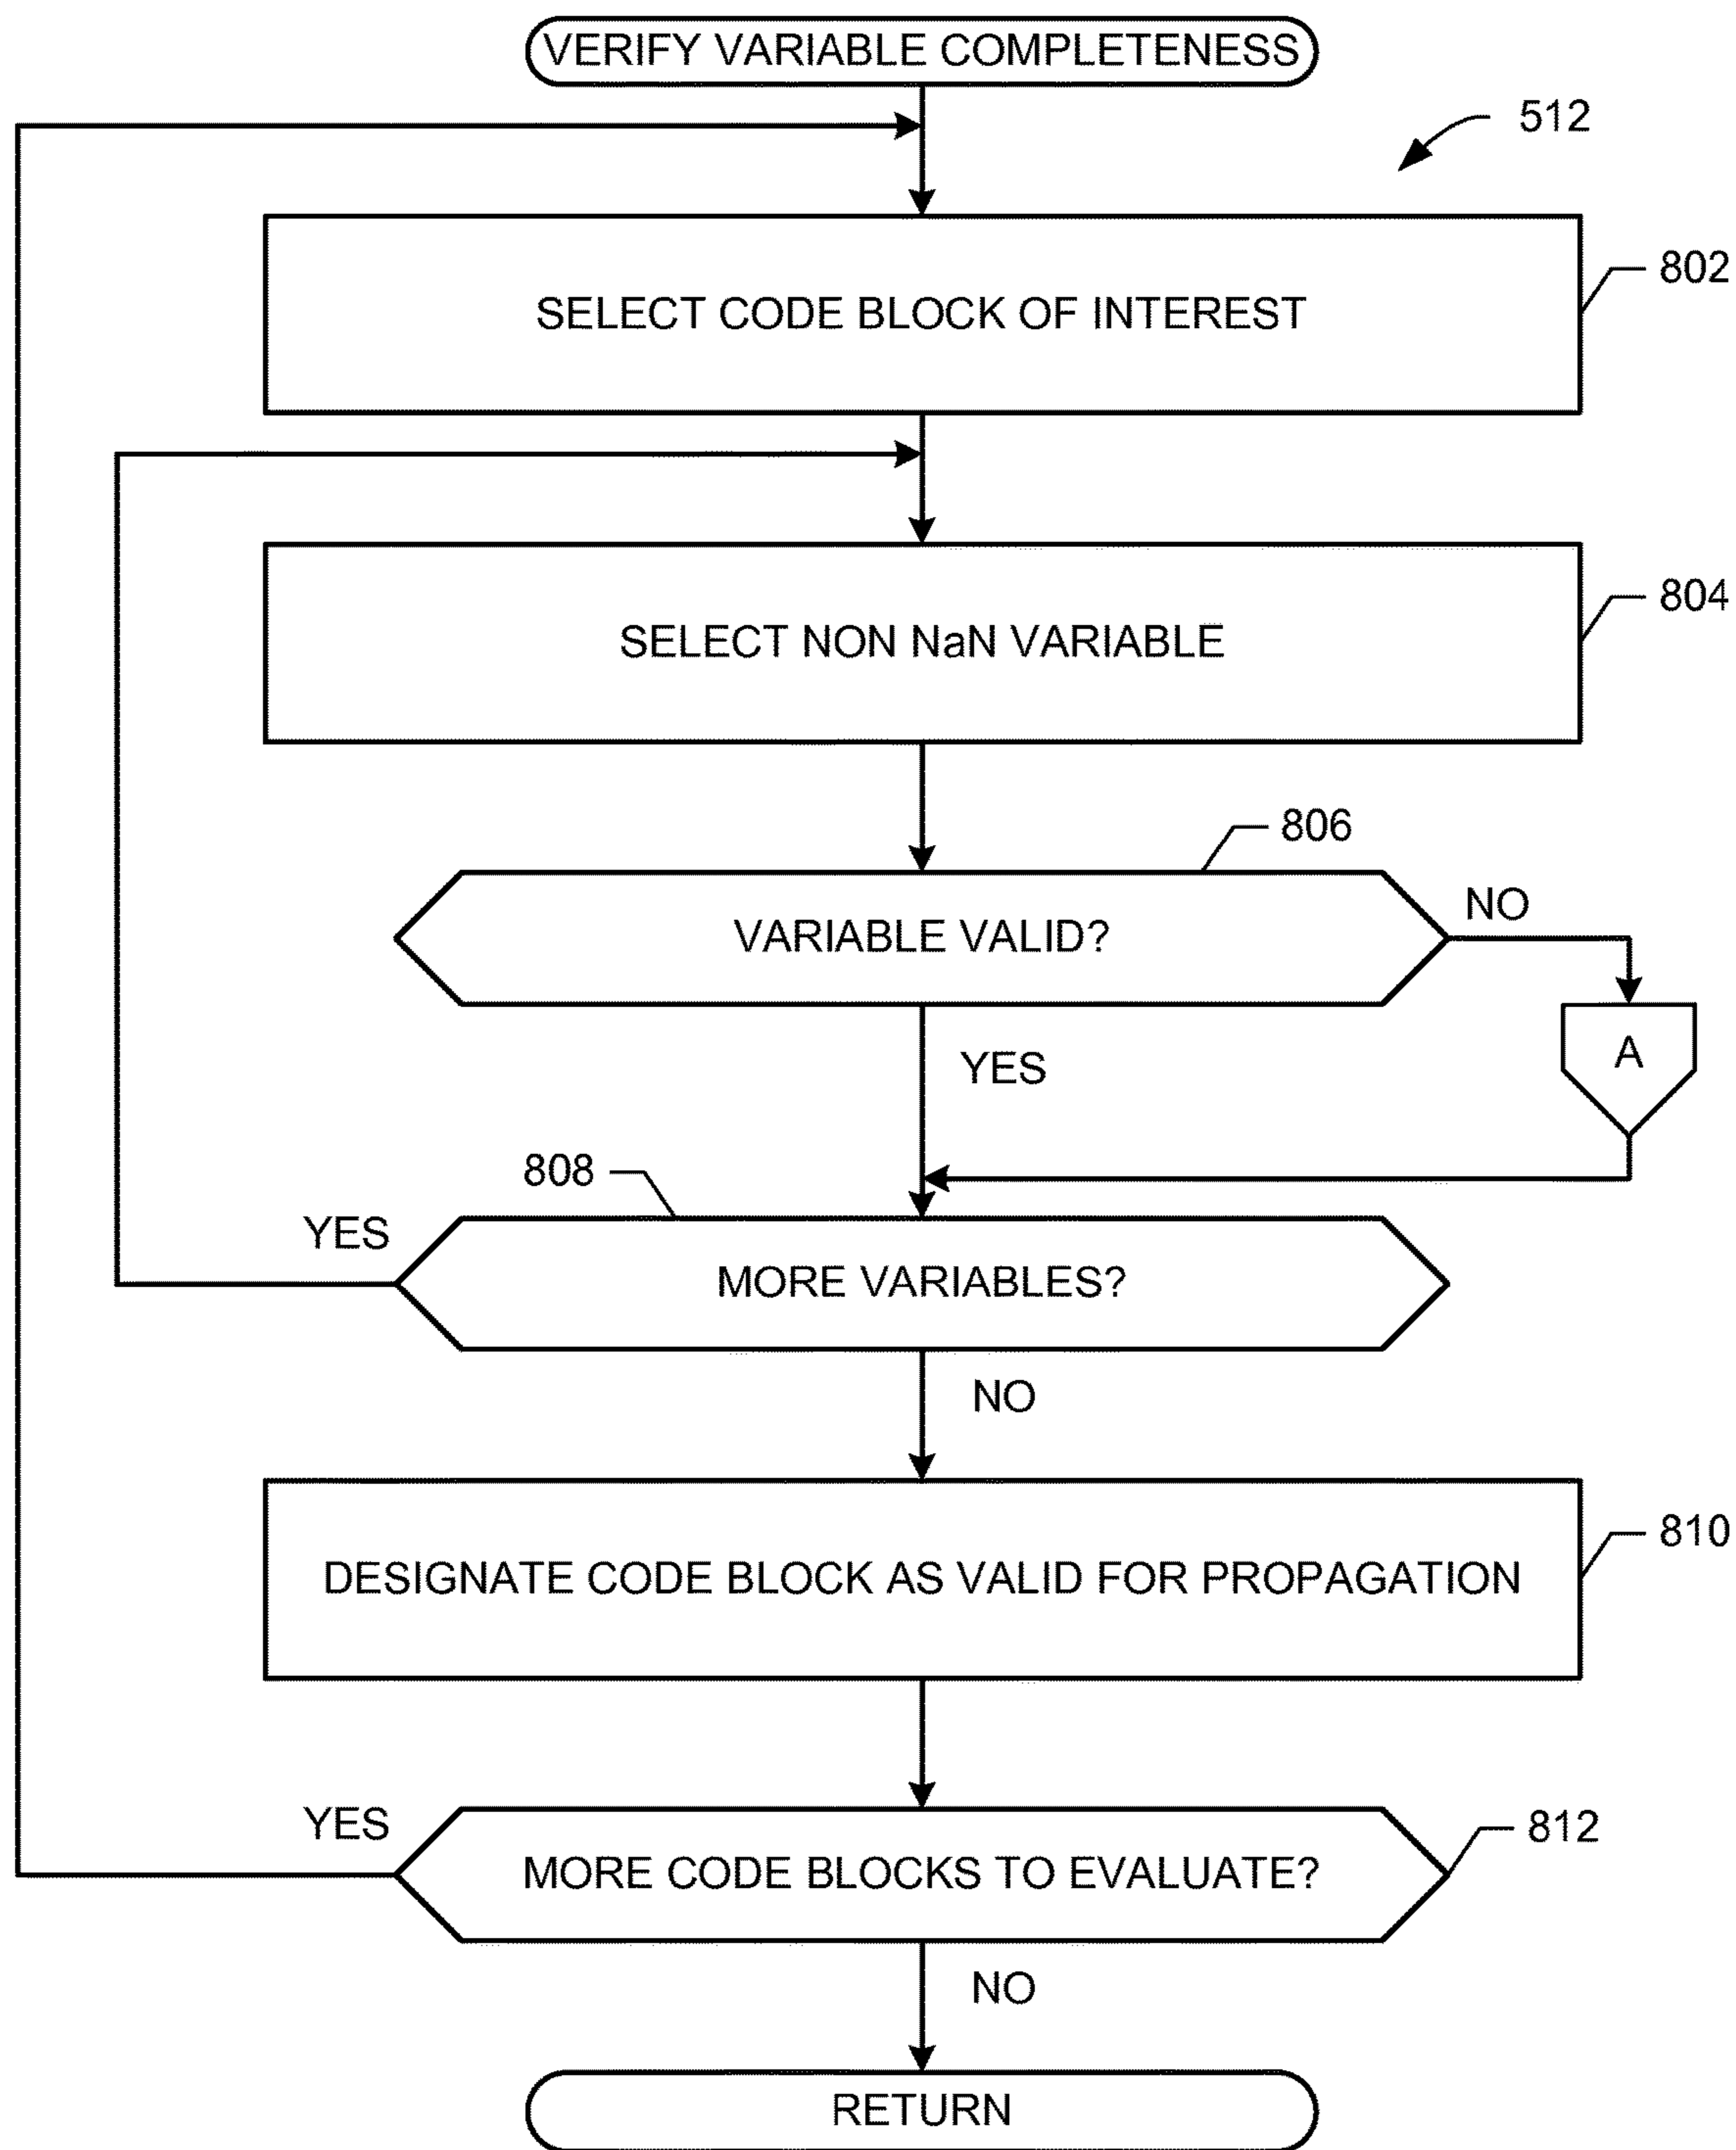 VERIFY VARIABLE COMPLETENESS
512
802
SELECT CODE BLOCK OF INTEREST
804
SELECT NON NaN VARIABLE
806
NO
VARIABLE VALID?
A
YES
808
YES
MORE VARIABLES?
NO
810
DESIGNATE CODE BLOCK AS VALID FOR PROPAGATION
YES
812
MORE CODE BLOCKS TO EVALUATE?
NO
RETURN